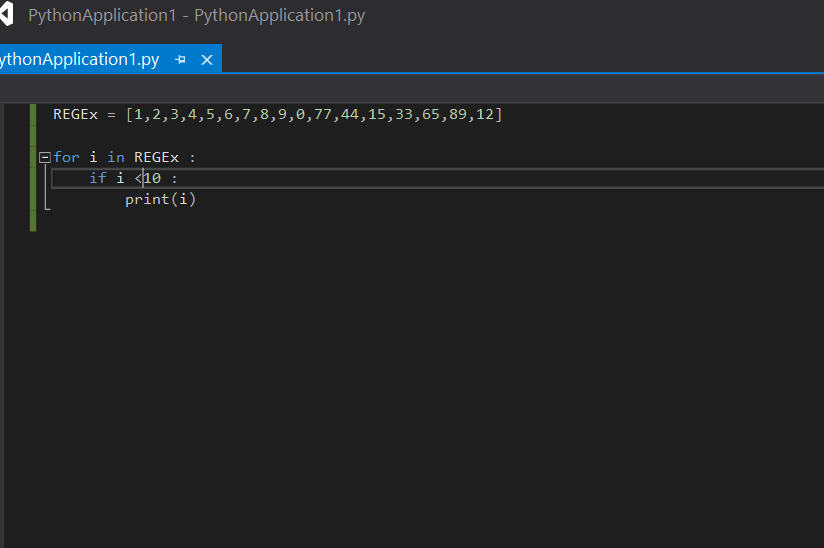 PythonApplication1 - PythonApplication1.py
ythonApplication1.py
REGEx = [1,2,3,4,5,6,7,8,9,0,77,44,15,33,65,89,12]
for i in REGEx :
if i <10 :
print(i)